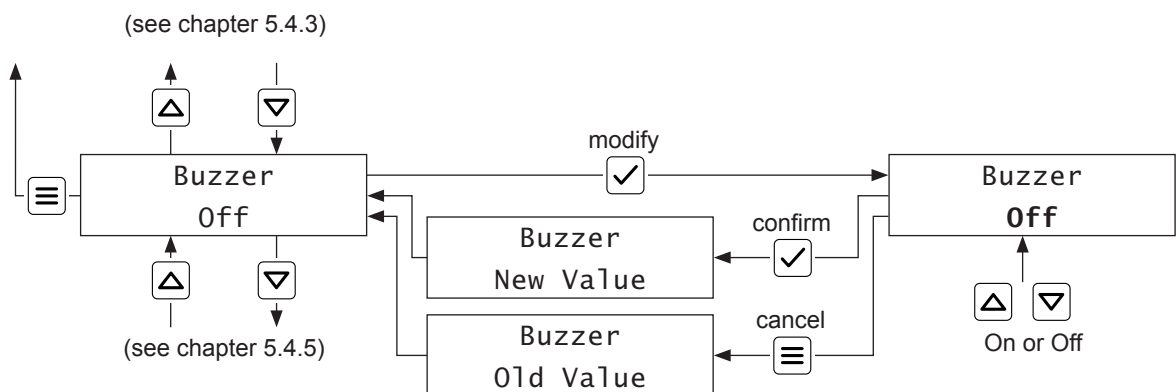 (see chapter 5.4.3)
modify
Buzzer
Off
Buzzer
Off
confirm
Buzzer
New Value
cancel
Buzzer
Old Value
On or Off
(see chapter 5.4.5)